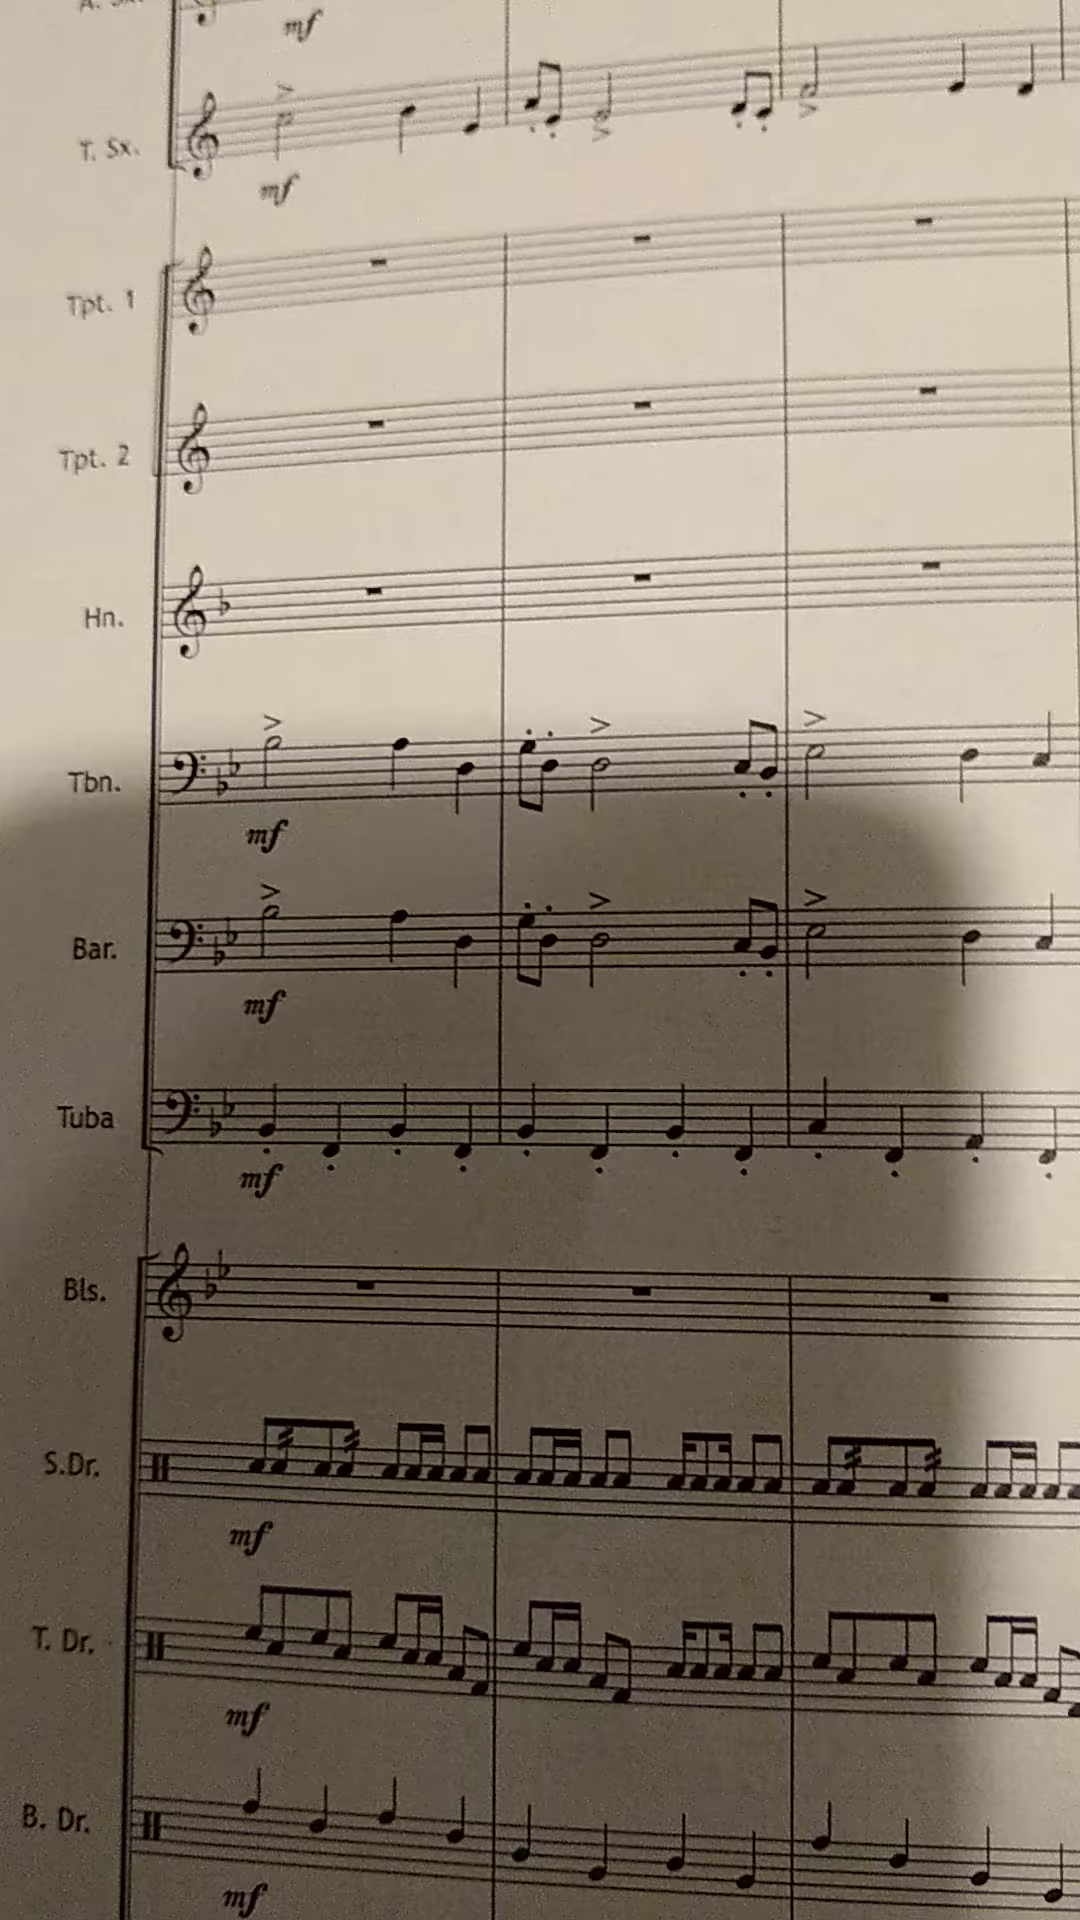 mf
T. Sx.
mf
Tpt. 1
Tpt. 2
Hn.
Tbn.
mf
Bar.
mf
Tuba
mf
Bls.
S.Dr.
mf
T. Dr.
mf
B. Dr.
mf